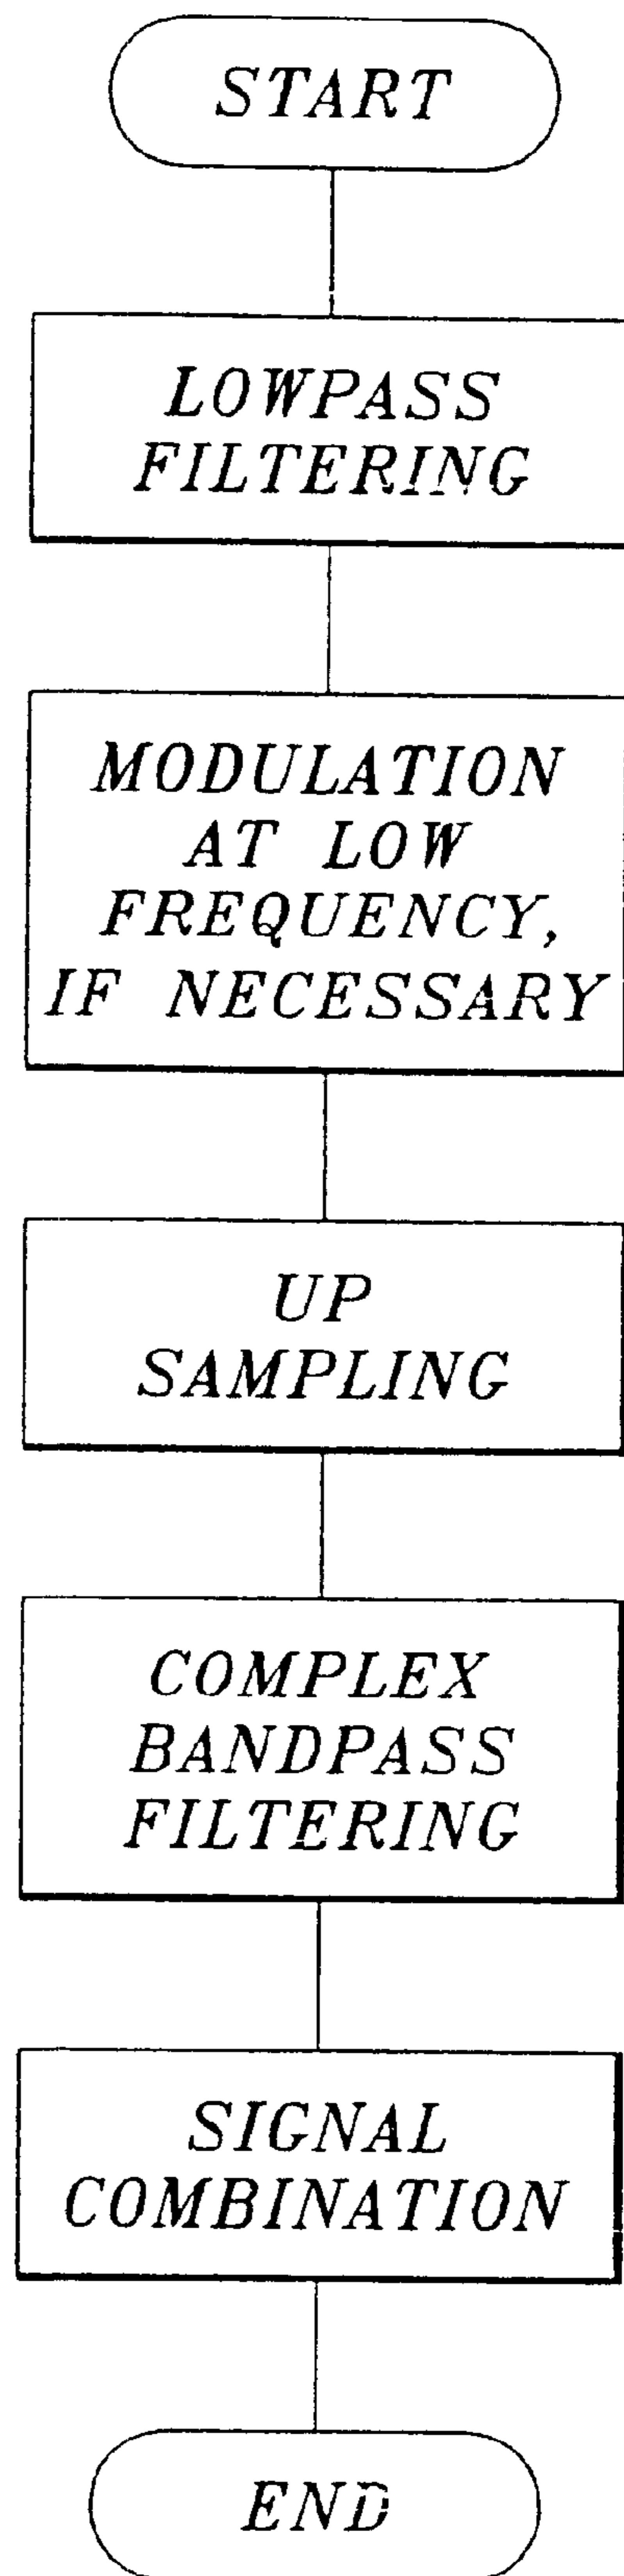 START
LOWPASS
FILTERING
MODULATION
AT LOW
FREQUENCY,
IF NECESSARY
UP
SAMPLING
COMPLEX
BANDPASS
FILTERING
SIGNAL
COMBINATION
END